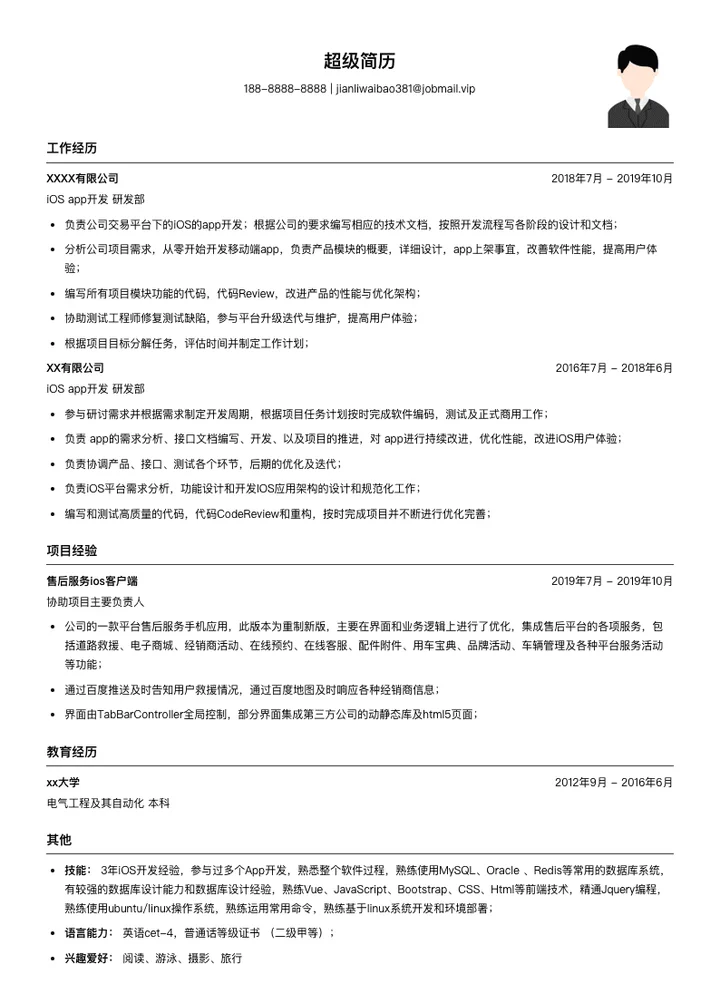 超级简历
188-8888-8888 | jianliwaibao381@jobmail.vip
工作经历
XXXX有限公司 2018年7月 – 2019年10月
iOS app开发 研发部
• 负责公司交易平台下的iOS的app开发；根据公司的要求编写相应的技术文档，按照开发流程写各阶段的设计和文档；
• 分析公司项目需求，从零开始开发移动端app，负责产品模块的概要，详细设计，app上架事宜，改善软件性能，提高用户体
验；
• 编写所有项目模块功能的代码，代码Review，改进产品的性能与优化架构；
• 协助测试工程师修复测试缺陷，参与平台升级迭代与维护，提高用户体验；
• 根据项目目标分解任务，评估时间并制定工作计划；
XX有限公司 2016年7月 – 2018年6月
iOS app开发 研发部
• 参与研讨需求并根据需求制定开发周期，根据项目任务计划按时完成软件编码，测试及正式商用工作；
• 负责 app的需求分析、接口文档编写、开发、以及项目的推进，对 app进行持续改进，优化性能，改进iOS用户体验；
• 负责协调产品、接口、测试各个环节，后期的优化及迭代；
• 负责iOS平台需求分析，功能设计和开发IOS应用架构的设计和规范化工作；
• 编写和测试高质量的代码，代码CodeReview和重构，按时完成项目并不断进行优化完善；
项目经验
售后服务ios客户端 2019年7月 – 2019年10月
协助项目主要负责人
• 公司的一款平台售后服务手机应用，此版本为重制新版，主要在界面和业务逻辑上进行了优化，集成售后平台的各项服务，包
括道路救援、电子商城、经销商活动、在线预约、在线客服、配件附件、用车宝典、品牌活动、车辆管理及各种平台服务活动
等功能；
• 通过百度推送及时告知用户救援情况，通过百度地图及时响应各种经销商信息；
• 界面由TabBarController全局控制，部分界面集成第三方公司的动静态库及html5页面；
教育经历
xx大学 2012年9月 – 2016年6月
电气工程及其自动化 本科
其他
• 技能： 3年iOS开发经验，参与过多个App开发，熟悉整个软件过程，熟练使用MySQL、Oracle 、Redis等常用的数据库系统，
有较强的数据库设计能力和数据库设计经验，熟练Vue、JavaScript、Bootstrap、CSS、Html等前端技术，精通Jquery编程，
熟练使用ubuntu/linux操作系统，熟练运用常用命令，熟练基于linux系统开发和环境部署；
• 语言能力： 英语cet-4，普通话等级证书 （二级甲等）；
• 兴趣爱好： 阅读、游泳、摄影、旅行